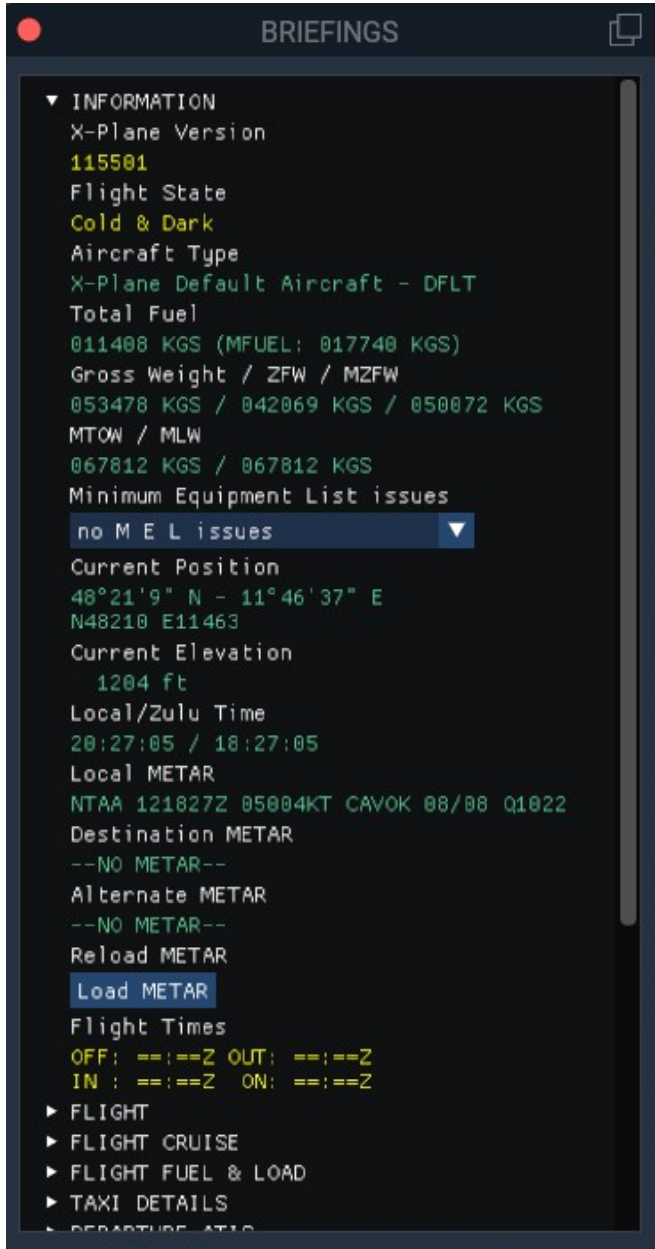 BRIEFINGS
INFORMATION
X-Plane Version
115501
Flight State
Cold & Dark
Aircraft Type
X-Plane Default Aircraft - DFLT
Total Fuel
011408 KGS (MFUEL: 017740 KGS)
Gross Weight / ZFW / MZFW
053478 KGS / 042069 KGS / 050072 KGS
MTOW / MLW
067812 KGS / 067812 KGS
Minimum Equipment List issues
no M E L issues
Current Position
48°21'9" N - 11°46'37" E
N48210 E11463
Current Elevation
1204 ft
Local/Zulu Time
20:27:05 / 18:27:05
Local METAR
NTAA 121827Z 05004KT CAVOK 08/08 Q1022
Destination METAR
--NO METAR--
Alternate METAR
--NO METAR--
Reload METAR
Load METAR
Flight Times
OFF: ==:==Z OUT: ==:==Z
IN : ==:==Z ON: ==:==Z
FLIGHT
FLIGHT CRUISE
FLIGHT FUEL & LOAD
TAXI DETAILS
DEPARTURE ATIS